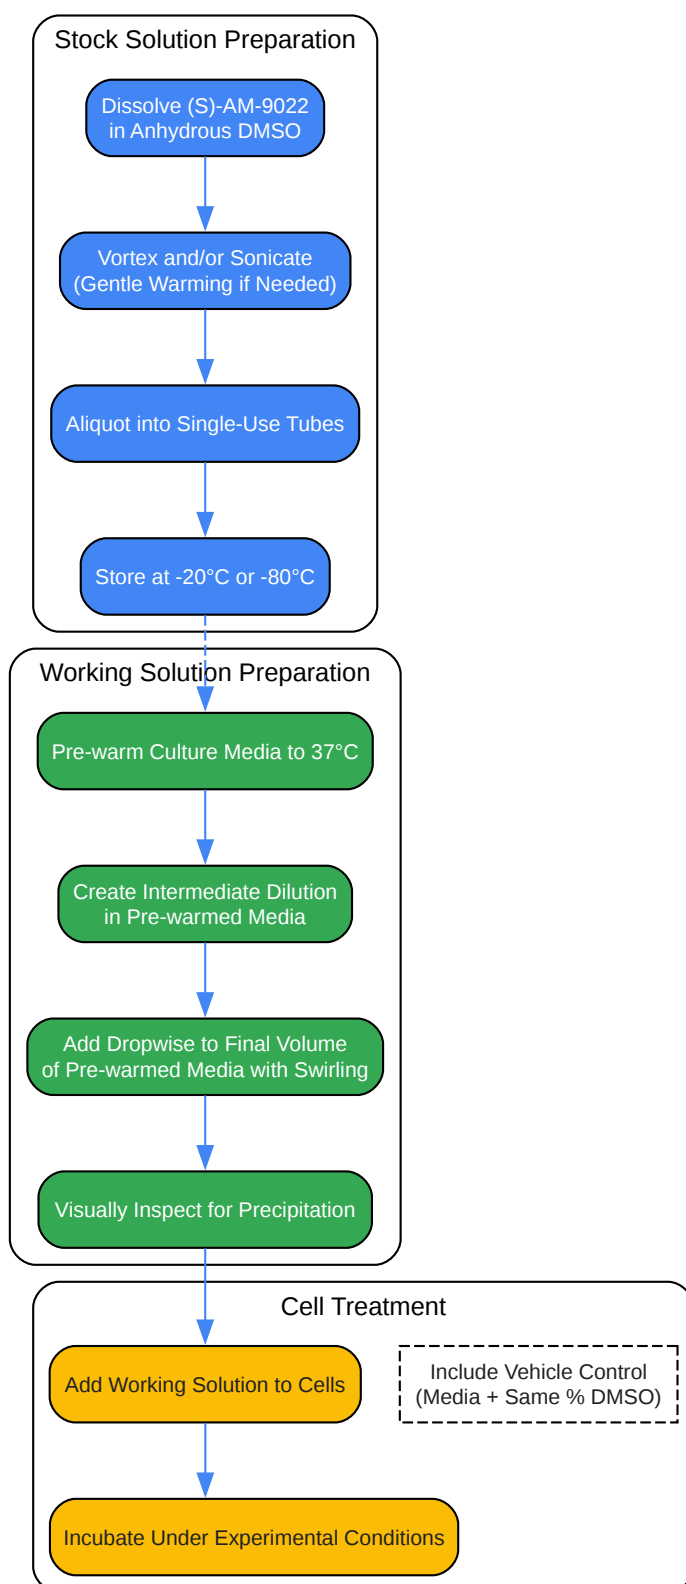 Stock Solution Preparation
Dissolve (S)-AM-9022
in Anhydrous DMSO
Vortex and/or Sonicate
(Gentle Warming if Needed)
Aliquot into Single-Use Tubes
Store at -20°C or -80°C
Working Solution Preparation
Pre-warm Culture Media to 37°C
Create Intermediate Dilution
in Pre-warmed Media
Add Dropwise to Final Volume
of Pre-warmed Media with Swirling
Visually Inspect for Precipitation
Cell Treatment
Add Working Solution to Cells
Include Vehicle Control
(Media + Same % DMSO)
Incubate Under Experimental Conditions